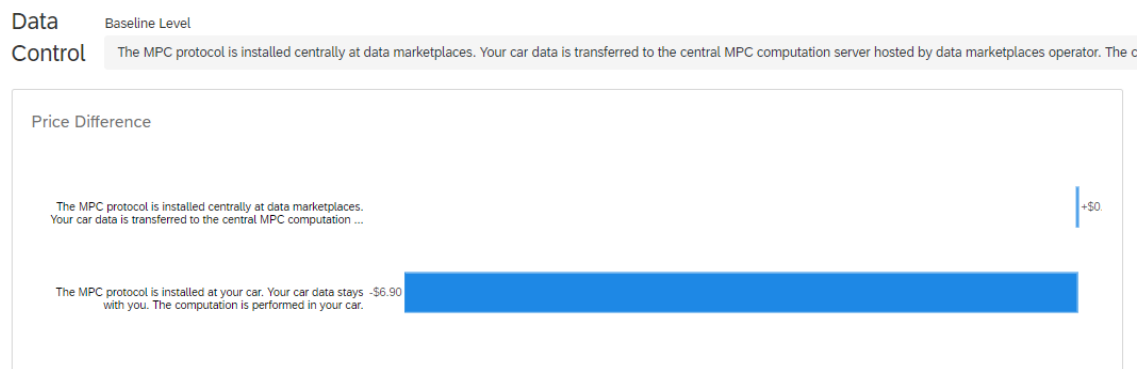 Data
Control
Baseline Level
The MPC protocol is installed centrally at data marketplaces. Your car data is transferred to the central MPC computation server hosted by data marketplaces operator. The c
Price Difference
The MPC protocol is installed centrally at data marketplaces.
Your car data is transferred to the central MPC computation ...
+$0.
The MPC protocol is installed at your car. Your car data stays
with you. The computation is performed in your car.
-$6.90